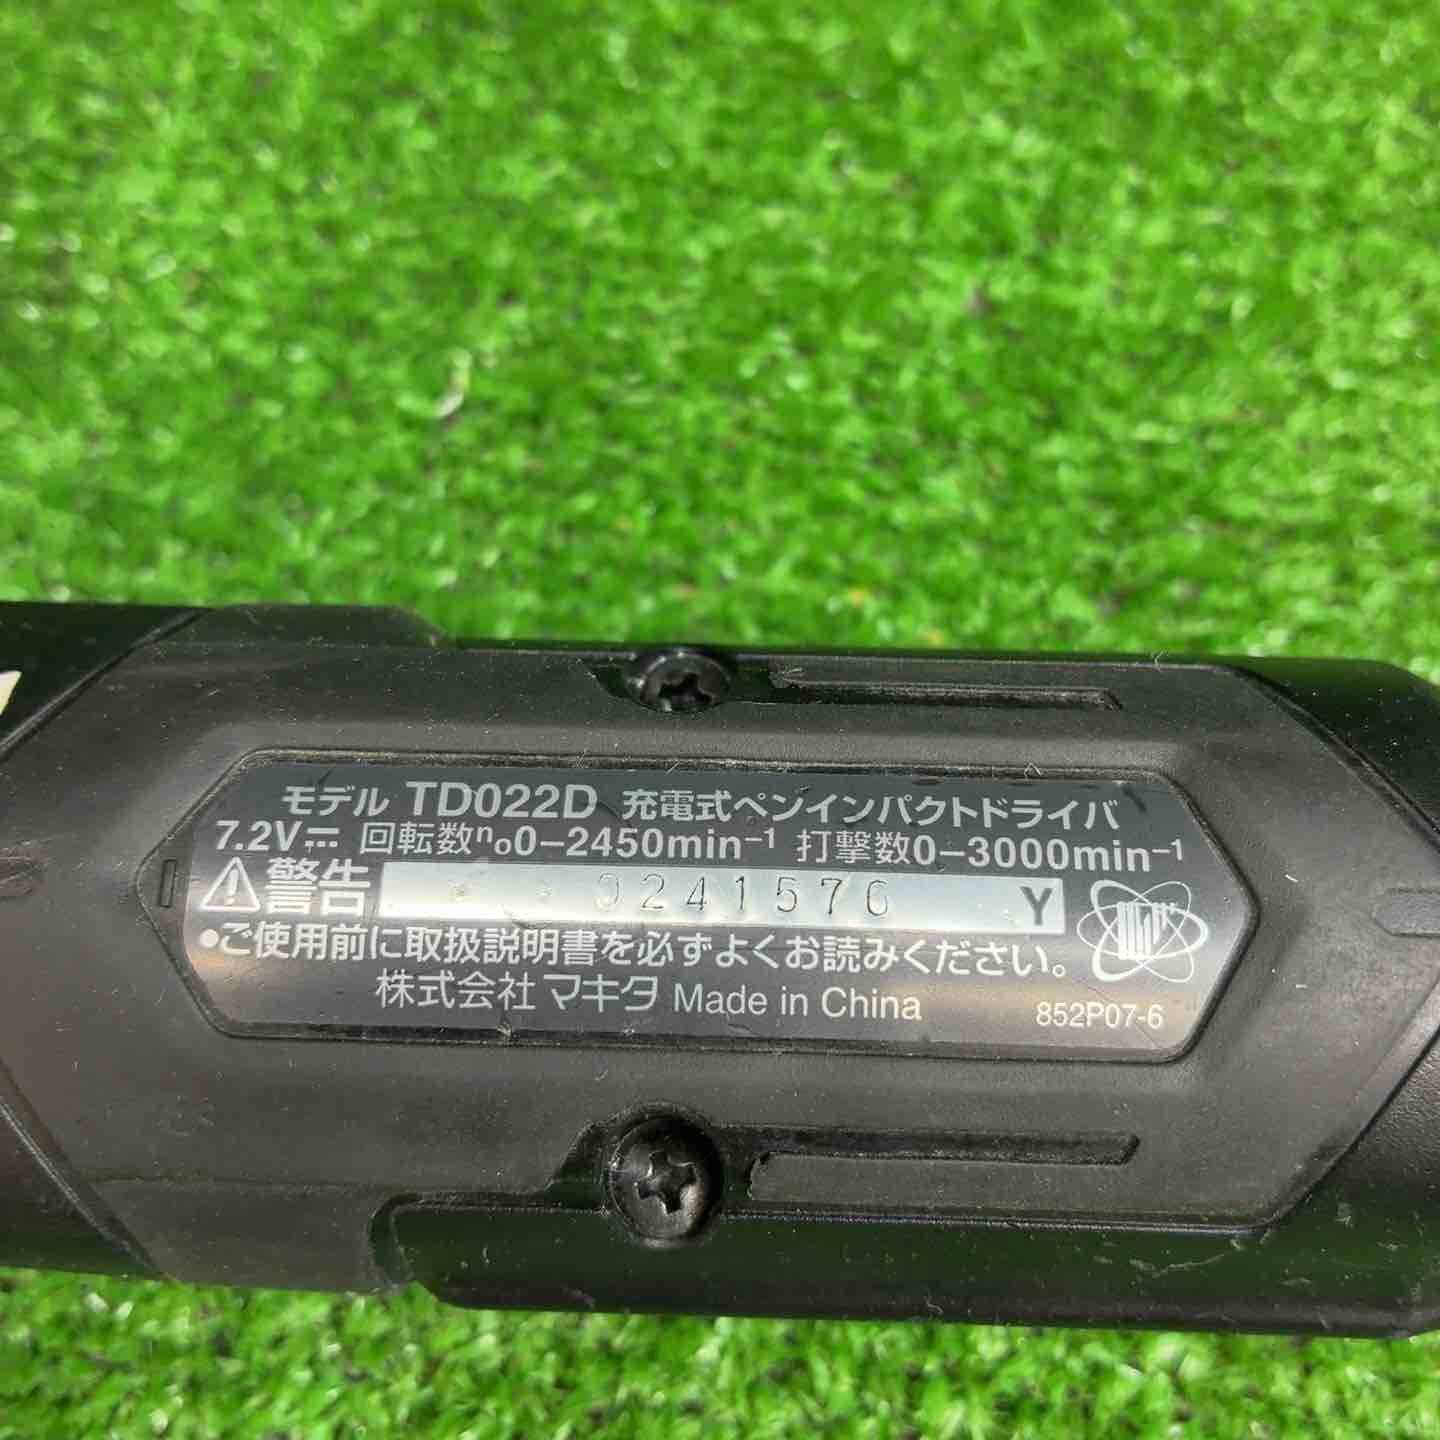 モデル TD022D 充電式ペンインパクトドライバ
7.2V⎓ 回転数n₀0-2450min⁻¹ 打撃数0-3000min⁻¹
警告 0241576 Y
●ご使用前に取扱説明書を必ずよくお読みください。
株式会社 マキタ Made in China 852P07-6